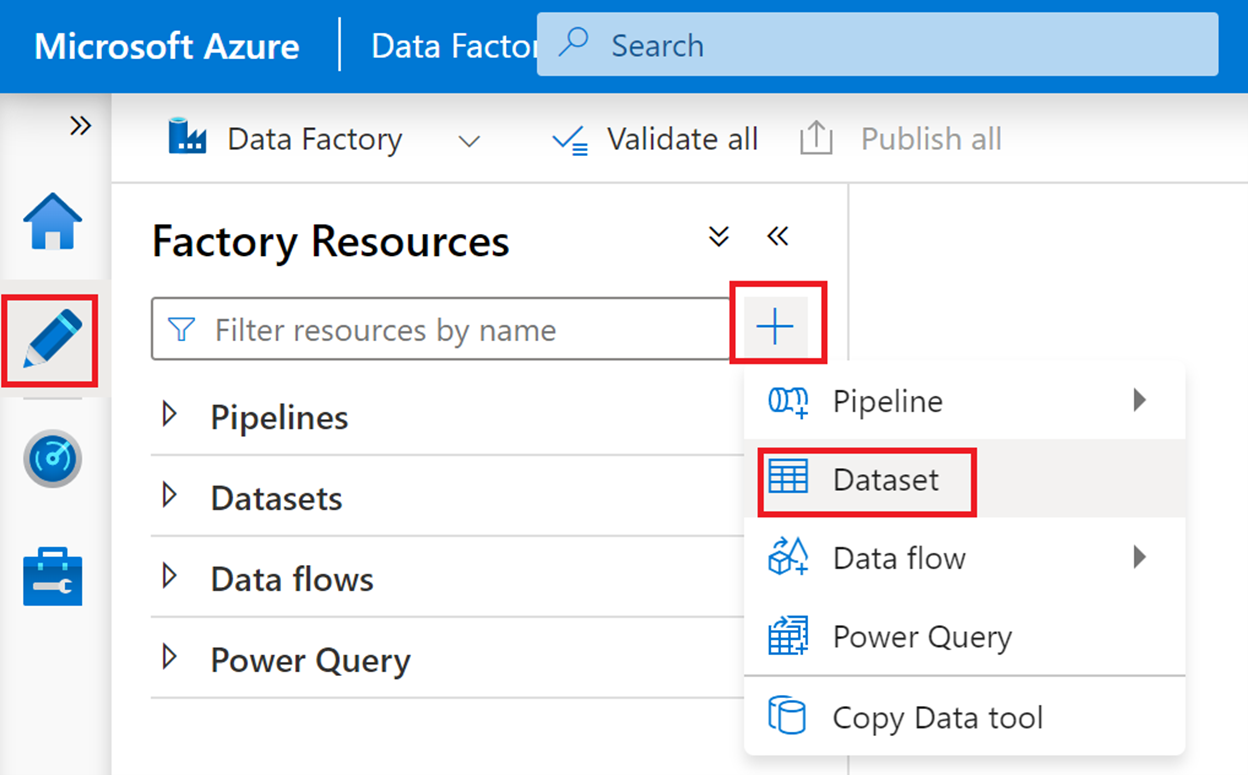 Microsoft Azure
Data Factor
Search
Data Factory
Validate all
Publish all
Factory Resources
Filter resources by name
Pipelines
Datasets
Data flows
Power Query
Pipeline
Dataset
Data flow
Power Query
Copy Data tool